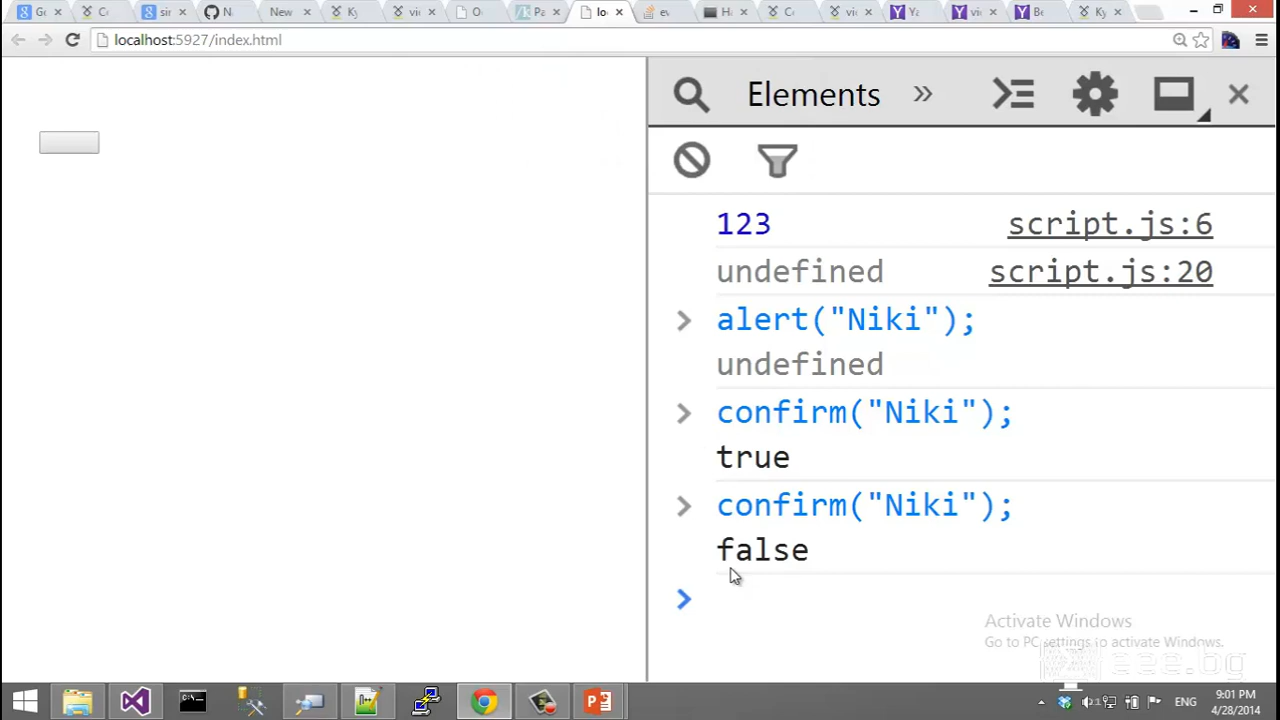 localhost:5927/index.html
Elements
»
123 script.js:6
undefined script.js:20
> alert("Niki");
undefined
> confirm("Niki");
true
> confirm("Niki");
false
>
Activate Windows
Go to PC settings to activate Windows.
eee.bg
ENG
9:01 PM
4/28/2014